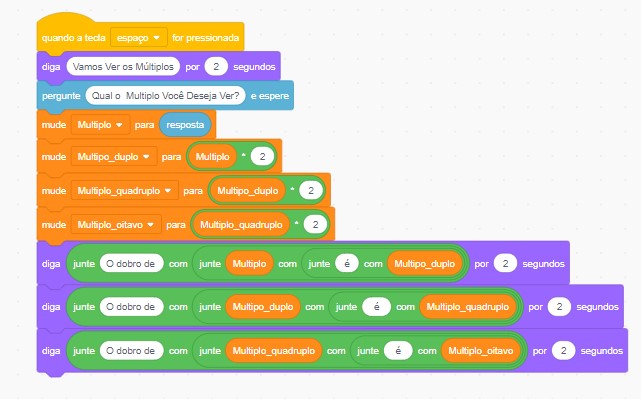 quando a tecla espaço for pressionada
diga Vamos Ver os Múltiplos por 2 segundos
pergunte Qual o Multiplo Você Deseja Ver? e espere
mude Multiplo para resposta
mude Multipo_duplo para Multiplo * 2
mude Multiplo_quadruplo para Multipo_duplo * 2
mude Multiplo_oitavo para Multiplo_quadruplo * 2
diga junte O dobro de com junte Multiplo com junte é com Multipo_duplo por 2 segundos
diga junte O dobro de com junte Multipo_duplo com junte é com Multiplo_quadruplo por 2 segundos
diga junte O dobro de com junte Multiplo_quadruplo com junte é com Multiplo_oitavo por 2 segundos